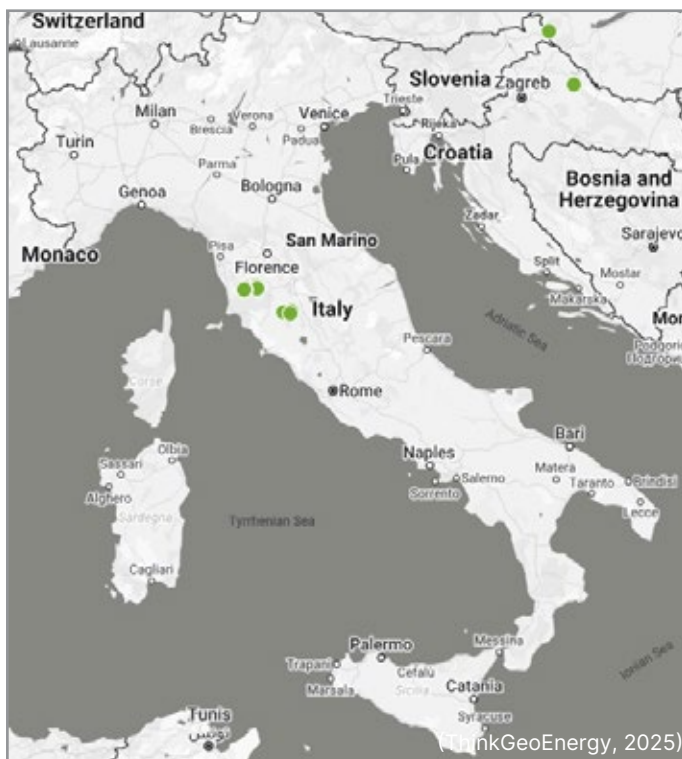 Switzerland
Lausanne
Slovenia
Zagreb
Milan
Verona
Venice
Trieste
Brescia
Padua
Rijeka
Turin
Croatia
Pula
Parma
Bologna
Bosnia and
Herzegovina
Genoa
Zadar
Sarajevo
San Marino
Monaco
Pisa
Florence
Split
Mostar
Makarska
Italy
Adriatic Sea
Pescara
Podgoric
Подгори
Corse
Rome
Bari
Olbia
Naples
Sassari
Matera
Salerno
Taranto
Brindisi
Alghero
Sorrento
Lecce
Sardegna
Tyrrhenian Sea
Cagliari
Messina
Palermo
Ionian Sea
Trapani
Cefalù
Marsala
Sicilia
Catania
Tunis
تونس
Syracuse
(ThinkGeoEnergy, 2025)